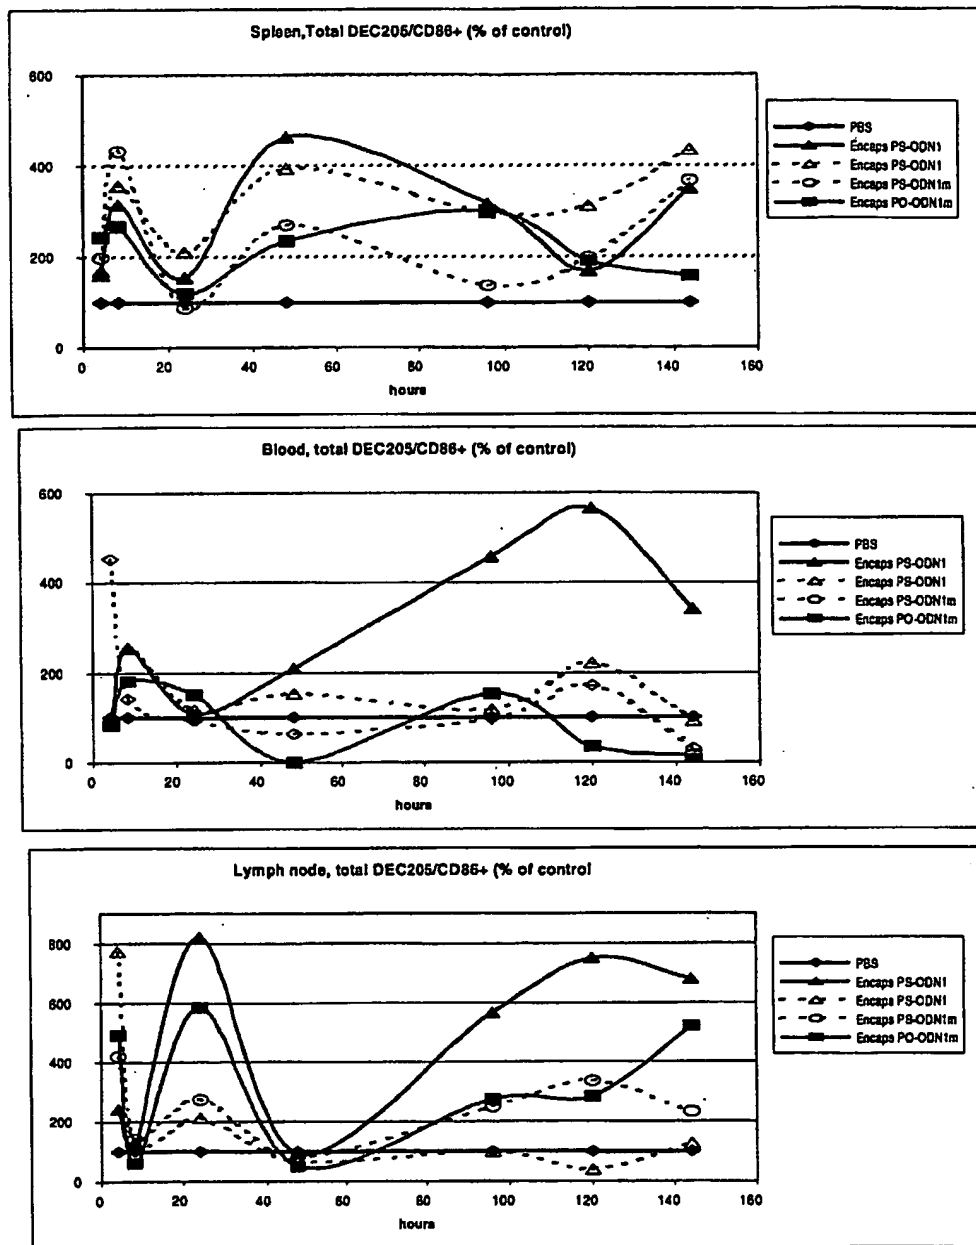 Spleen,Total DEC205/CD86+ (% of control)
600
400
200
0
0 20 40 60 80 100 120 140 160
hours
PBS
Encaps PS-ODN1
Encaps PS-ODN1
Encaps PS-ODN1m
Encaps PO-ODN1m
Blood, total DEC205/CD86+ (% of control)
600
400
200
0
0 20 40 60 80 100 120 140 160
hours
PBS
Encaps PS-ODN1
Encaps PS-ODN1
Encaps PS-ODN1m
Encaps PO-ODN1m
Lymph node, total DEC205/CD86+ (% of control
800
600
400
200
0
0 20 40 60 80 100 120 140 160
hours
PBS
Encaps PS-ODN1
Encaps PS-ODN1
Encaps PS-ODN1m
Encaps PO-ODN1m